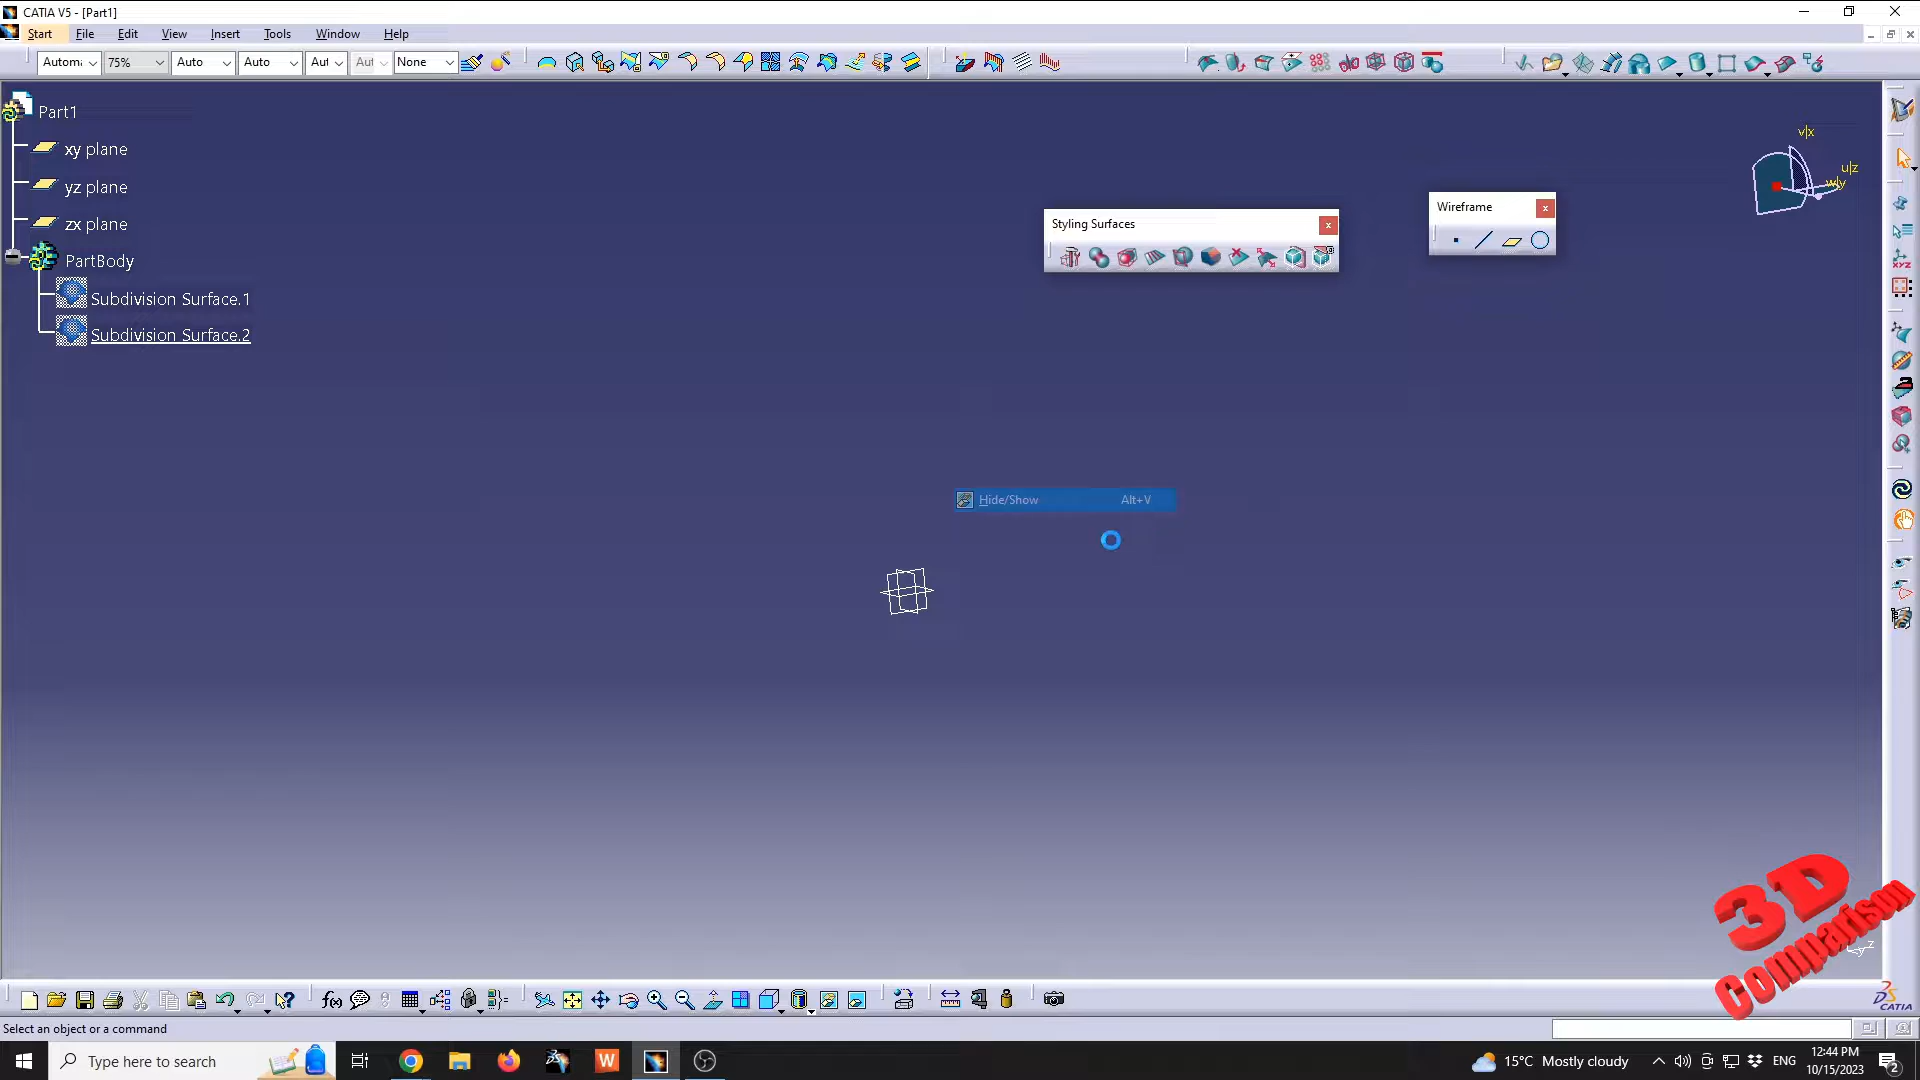 CATIA V5 - [Part1]
Start File Edit View Insert Tools Window Help
Automa 75% Auto Auto Aut Aut None
Part1
xy plane
yz plane
zx plane
PartBody
Subdivision Surface.1
Subdivision Surface.2
v|x
u|z
w|y
Styling Surfaces
Wireframe
Hide/Show Alt+V
3D
Comparison
z
CATIA
Select an object or a command
Type here to search
15°C Mostly cloudy
ENG
12:44 PM
10/15/2023
2